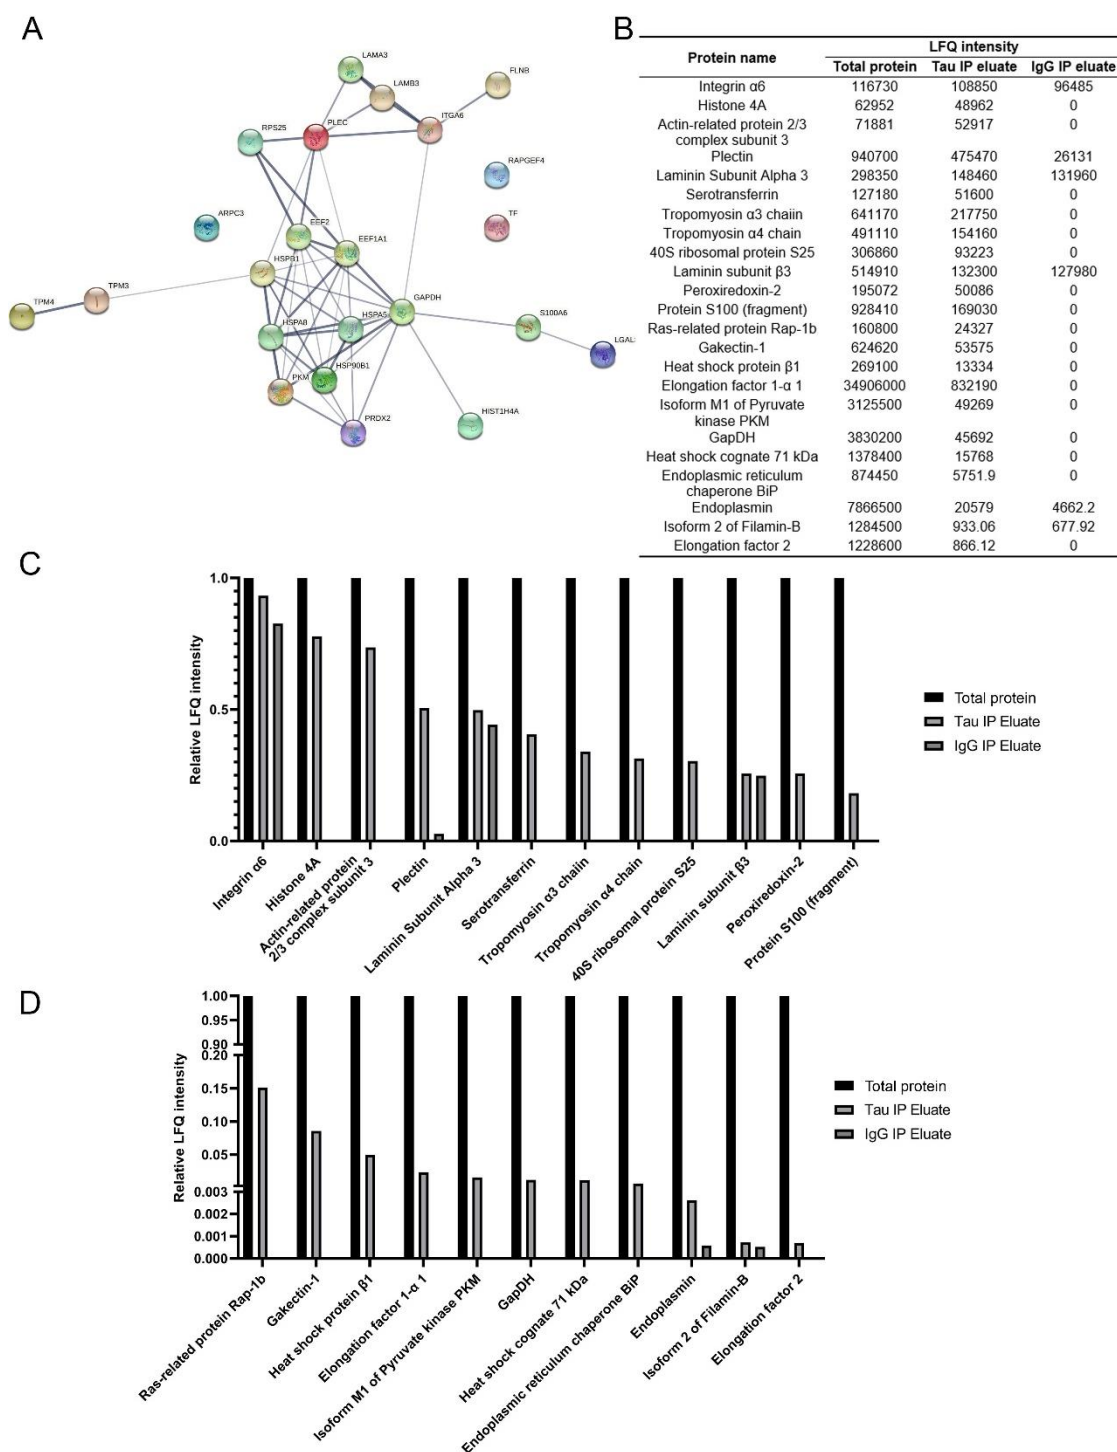 A
LAMA3
LAMB3
FLNB
RPS25
PLEC
ITGA6
RAPGEF4
ARPC3
TF
EEF2
EEF1A1
HSPB1
TPM3
TPM4
GAPDH
HSPA8
HSPA5
S100A6
LGAL
PKM
HSP90B1
PRDX2
HIST1H4A
B
Protein name
LFQ intensity
Total protein Tau IP eluate IgG IP eluate
Integrin α6 116730 108850 96485
Histone 4A 62952 48962 0
Actin-related protein 2/3 71881 52917 0
complex subunit 3
Plectin 940700 475470 26131
Laminin Subunit Alpha 3 298350 148460 131960
Serotransferrin 127180 51600 0
Tropomyosin α3 chaiin 641170 217750 0
Tropomyosin α4 chain 491110 154160 0
40S ribosomal protein S25 306860 93223 0
Laminin subunit β3 514910 132300 127980
Peroxiredoxin-2 195072 50086 0
Protein S100 (fragment) 928410 169030 0
Ras-related protein Rap-1b 160800 24327 0
Gakectin-1 624620 53575 0
Heat shock protein β1 269100 13334 0
Elongation factor 1-α 1 34906000 832190 0
Isoform M1 of Pyruvate 3125500 49269 0
kinase PKM
GapDH 3830200 45692 0
Heat shock cognate 71 kDa 1378400 15768 0
Endoplasmic reticulum 874450 5751.9 0
chaperone BiP
Endoplasmin 7866500 20579 4662.2
Isoform 2 of Filamin-B 1284500 933.06 677.92
Elongation factor 2 1228600 866.12 0
C
Relative LFQ intensity
1.0
0.5
0.0
Integrin α6
Histone 4A
Actin-related protein
2/3 complex subunit 3
Plectin
Laminin Subunit Alpha 3
Serotransferrin
Tropomyosin α3 chaiin
Tropomyosin α4 chain
40S ribosomal protein S25
Laminin subunit β3
Peroxiredoxin-2
Protein S100 (fragment)
Total protein
Tau IP Eluate
IgG IP Eluate
D
Relative LFQ intensity
1.00
0.95
0.90
0.20
0.15
0.10
0.05
0.003
0.002
0.001
0.000
Ras-related protein Rap-1b
Gakectin-1
Heat shock protein β1
Elongation factor 1-α 1
Isoform M1 of Pyruvate kinase PKM
GapDH
Heat shock cognate 71 kDa
Endoplasmic reticulum chaperone BiP
Endoplasmin
Isoform 2 of Filamin-B
Elongation factor 2
Total protein
Tau IP Eluate
IgG IP Eluate